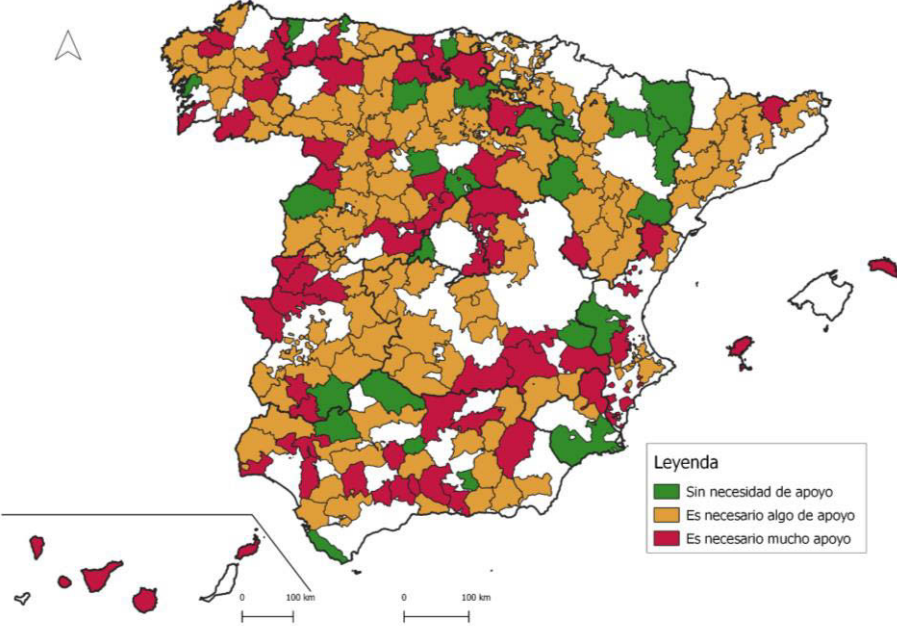 Leyenda
Sin necesidad de apoyo
Es necesario algo de apoyo
Es necesario mucho apoyo
0 100 km
0 100 km